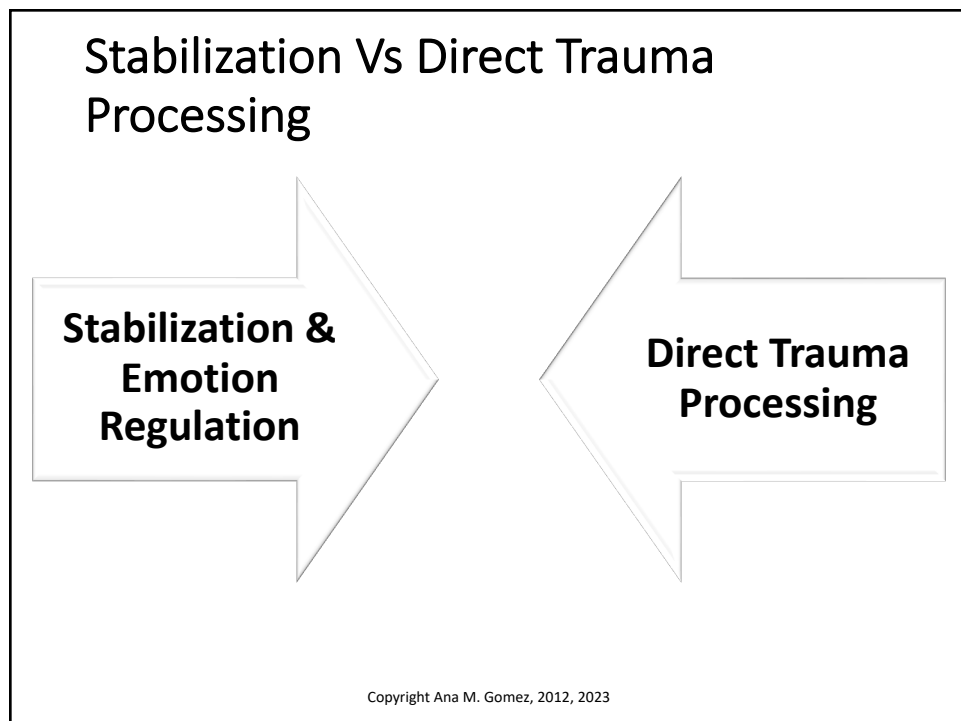 Stabilization Vs Direct Trauma
Processing
Stabilization &
Emotion
Regulation
Direct Trauma
Processing
Copyright Ana M. Gomez, 2012, 2023